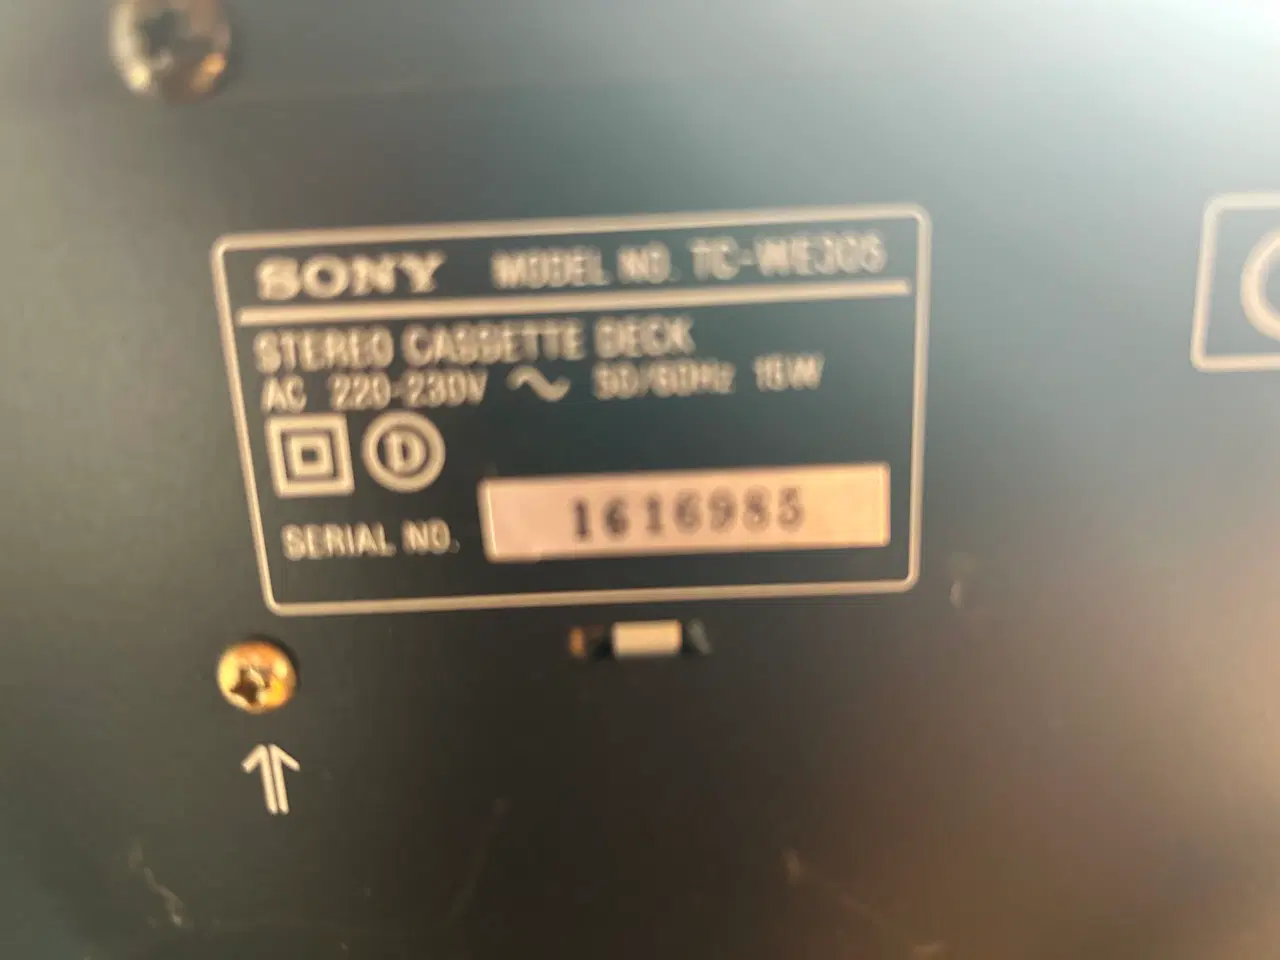 SONY MODEL NO. TC-WE305
STEREO CASSETTE DECK
AC 220-230V ~ 50/60Hz 15W
D
SERIAL NO. 1616985